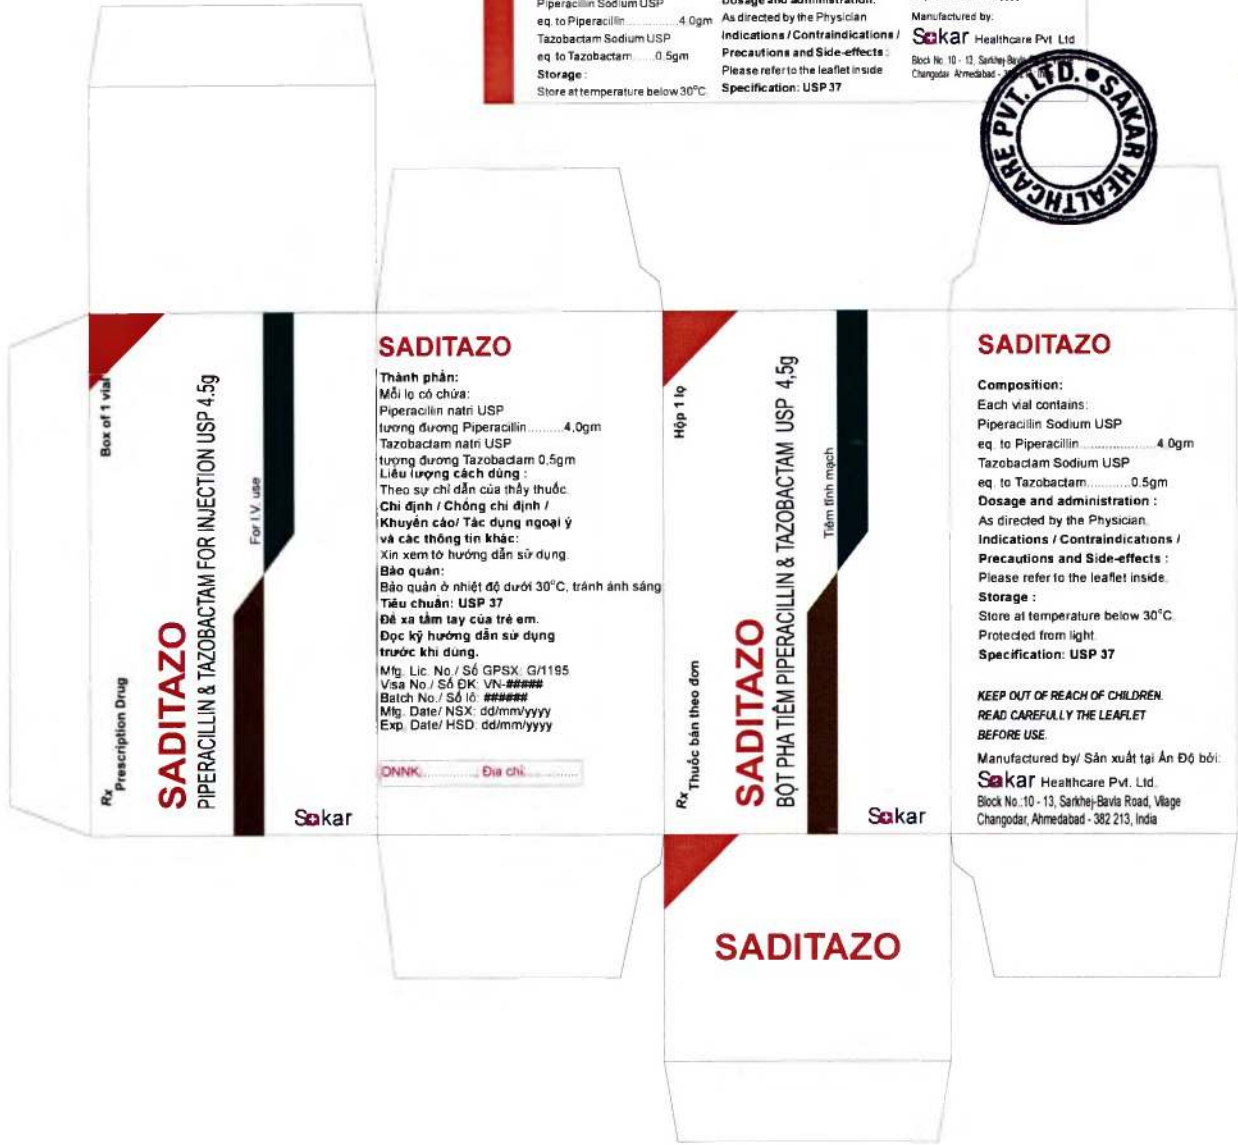 Piperacillin Sodium USP
eq. to Piperacillin..............4.0gm
Tazobactam Sodium USP
eq. to Tazobactam.......0.5gm
Storage :
Store at temperature below 30°C
Dosage and administration:
As directed by the Physician
Indications / Contraindications /
Precautions and Side-effects :
Please refer to the leaflet inside
Specification: USP 37
Manufactured by:
Sakar Healthcare Pvt Ltd
Block No. 10 - 13, Sarkhej-Bavla
Changodar Ahmedabad -
SAKAR HEALTHCARE PVT. LTD.
Box of 1 vial
Rx
Prescription Drug
SADITAZO
PIPERACILLIN & TAZOBACTAM FOR INJECTION USP 4.5g
For I.V. use
Sakar
SADITAZO
Thành phần:
Mỗi lọ có chứa:
Piperacillin natri USP
tương đương Piperacillin..........4,0gm
Tazobactam natri USP
tượng đương Tazobactam 0,5gm
Liều lượng cách dùng :
Theo sự chỉ dẫn của thầy thuốc.
Chỉ định / Chống chỉ định /
Khuyến cáo/ Tác dụng ngoại ý
và các thông tin khác:
Xin xem tờ hướng dẫn sử dụng.
Bảo quản:
Bảo quản ở nhiệt độ dưới 30°C, tránh ánh sáng
Tiêu chuẩn: USP 37
Để xa tầm tay của trẻ em.
Đọc kỹ hướng dẫn sử dụng
trước khi dùng.
Mfg. Lic. No./ Số GPSX: G/1195
Visa No./ Số ĐK: VN-#####
Batch No./ Số lô: ######
Mfg. Date/ NSX: dd/mm/yyyy
Exp. Date/ HSD: dd/mm/yyyy
DNNK:............; Địa chỉ:............
Hộp 1 lọ
Rx
Thuốc bán theo đơn
SADITAZO
BỘT PHA TIÊM PIPERACILLIN & TAZOBACTAM USP 4,5g
Tiêm tĩnh mạch
Sakar
SADITAZO
SADITAZO
Composition:
Each vial contains:
Piperacillin Sodium USP
eq. to Piperacillin....................4.0gm
Tazobactam Sodium USP
eq. to Tazobactam............0.5gm
Dosage and administration :
As directed by the Physician.
Indications / Contraindications /
Precautions and Side-effects :
Please refer to the leaflet inside.
Storage :
Store at temperature below 30°C.
Protected from light.
Specification: USP 37
KEEP OUT OF REACH OF CHILDREN.
READ CAREFULLY THE LEAFLET
BEFORE USE.
Manufactured by/ Sản xuất tại Ấn Độ bởi:
Sakar Healthcare Pvt. Ltd.
Block No.:10 - 13, Sarkhej-Bavla Road, Vilage
Changodar, Ahmedabad - 382 213, India